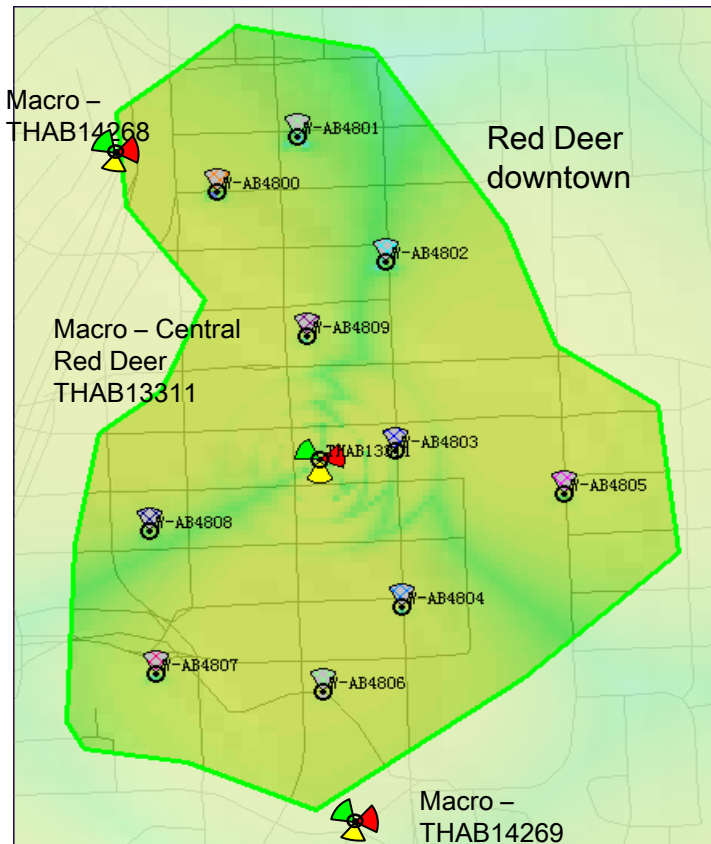 Macro –
THAB14268
W-AB4801
Red Deer
downtown
W-AB4800
W-AB4802
Macro – Central
Red Deer
THAB13311
W-AB4809
W-AB4803
THAB13311
W-AB4805
W-AB4808
W-AB4804
W-AB4807
W-AB4806
Macro –
THAB14269